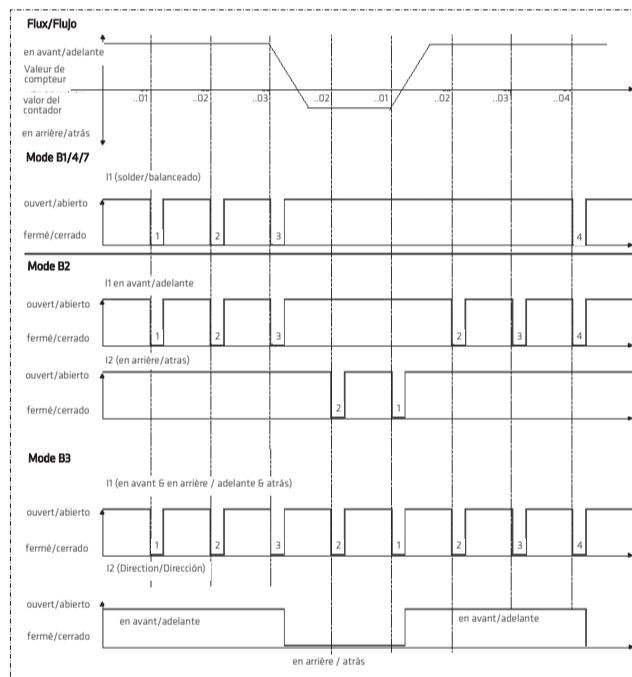 Flux/Flujo
en avant/adelante
Valeur de
compteur
valor del
contador
..01 ..02 ..03 ..02 ..01 ..02 ..03 ..04
en arrière/atrás
Mode B1/4/7
I1 (solder/balanceado)
ouvert/abierto
fermé/cerrado
1 2 3 4
Mode B2
I1 en avant/adelante
ouvert/abierto
fermé/cerrado
1 2 3 2 3 4
I2 (en arrière/atras)
ouvert/abierto
fermé/cerrado
2 1
Mode B3
I1 (en avant & en arrière / adelante & atrás)
ouvert/abierto
fermé/cerrado
1 2 3 2 1 2 3 4
I2 (Direction/Dirección)
ouvert/abierto
en avant/adelante en avant/adelante
fermé/cerrado
en arrière / atrás